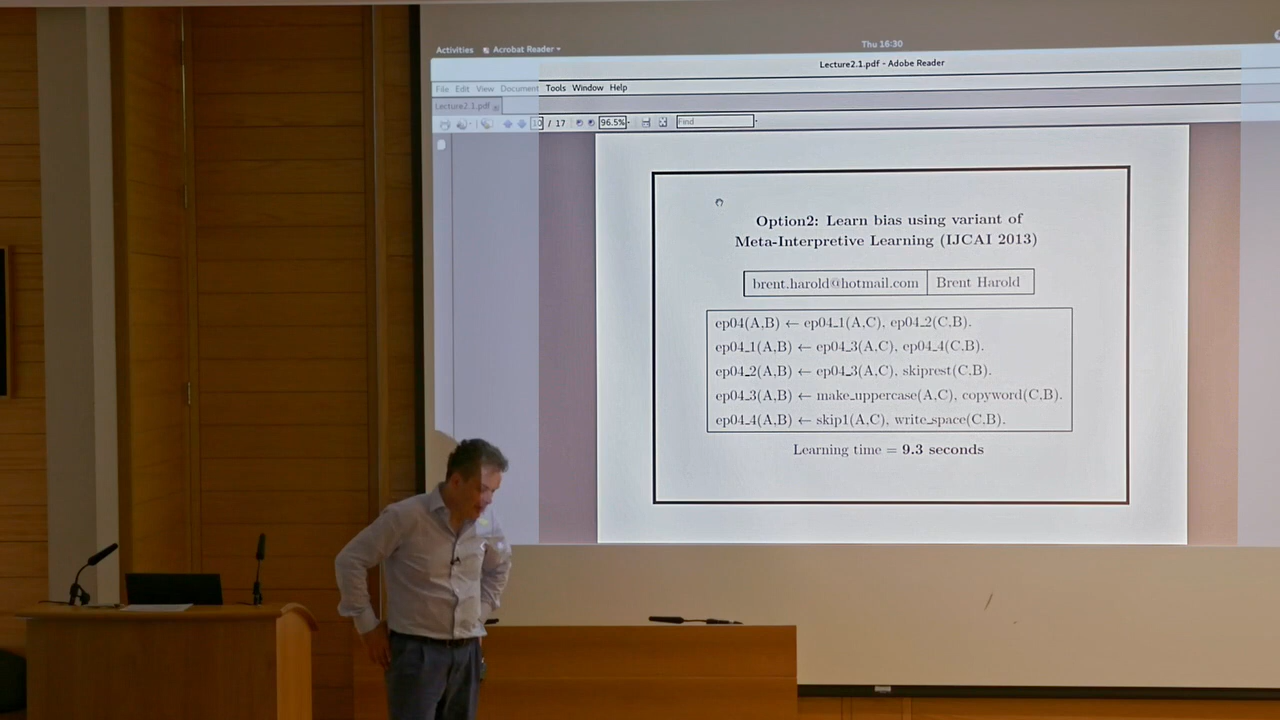 Activities Acrobat Reader Thu 16:30
Lecture2.1.pdf - Adobe Reader
File Edit View Document Tools Window Help
Lecture2.1.pdf
10 / 17 96.5% Find
Option2: Learn bias using variant of
Meta-Interpretive Learning (IJCAI 2013)
brent.harold@hotmail.com Brent Harold
ep04(A,B) ← ep04_1(A,C), ep04_2(C,B).
ep04_1(A,B) ← ep04_3(A,C), ep04_4(C,B).
ep04_2(A,B) ← ep04_3(A,C), skiprest(C,B).
ep04_3(A,B) ← make_uppercase(A,C), copyword(C,B).
ep04_4(A,B) ← skip1(A,C), write_space(C,B).
Learning time = 9.3 seconds